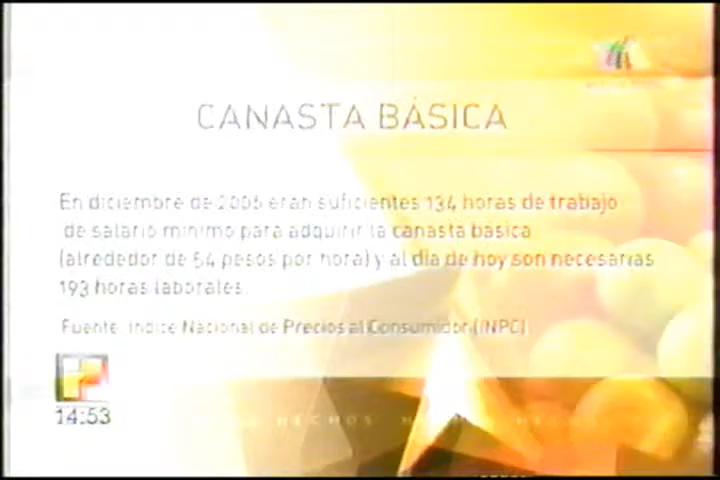 CANASTA BÁSICA
En diciembre de 2006 eran suficientes 134 horas de trabajo
de salario mínimo para adquirir la canasta básica
(alrededor de 54 pesos por hora) y al día de hoy son necesarias
193 horas laborales.
Fuente: Índice Nacional de Precios al Consumidor (INPC)
14:53
HECHOS